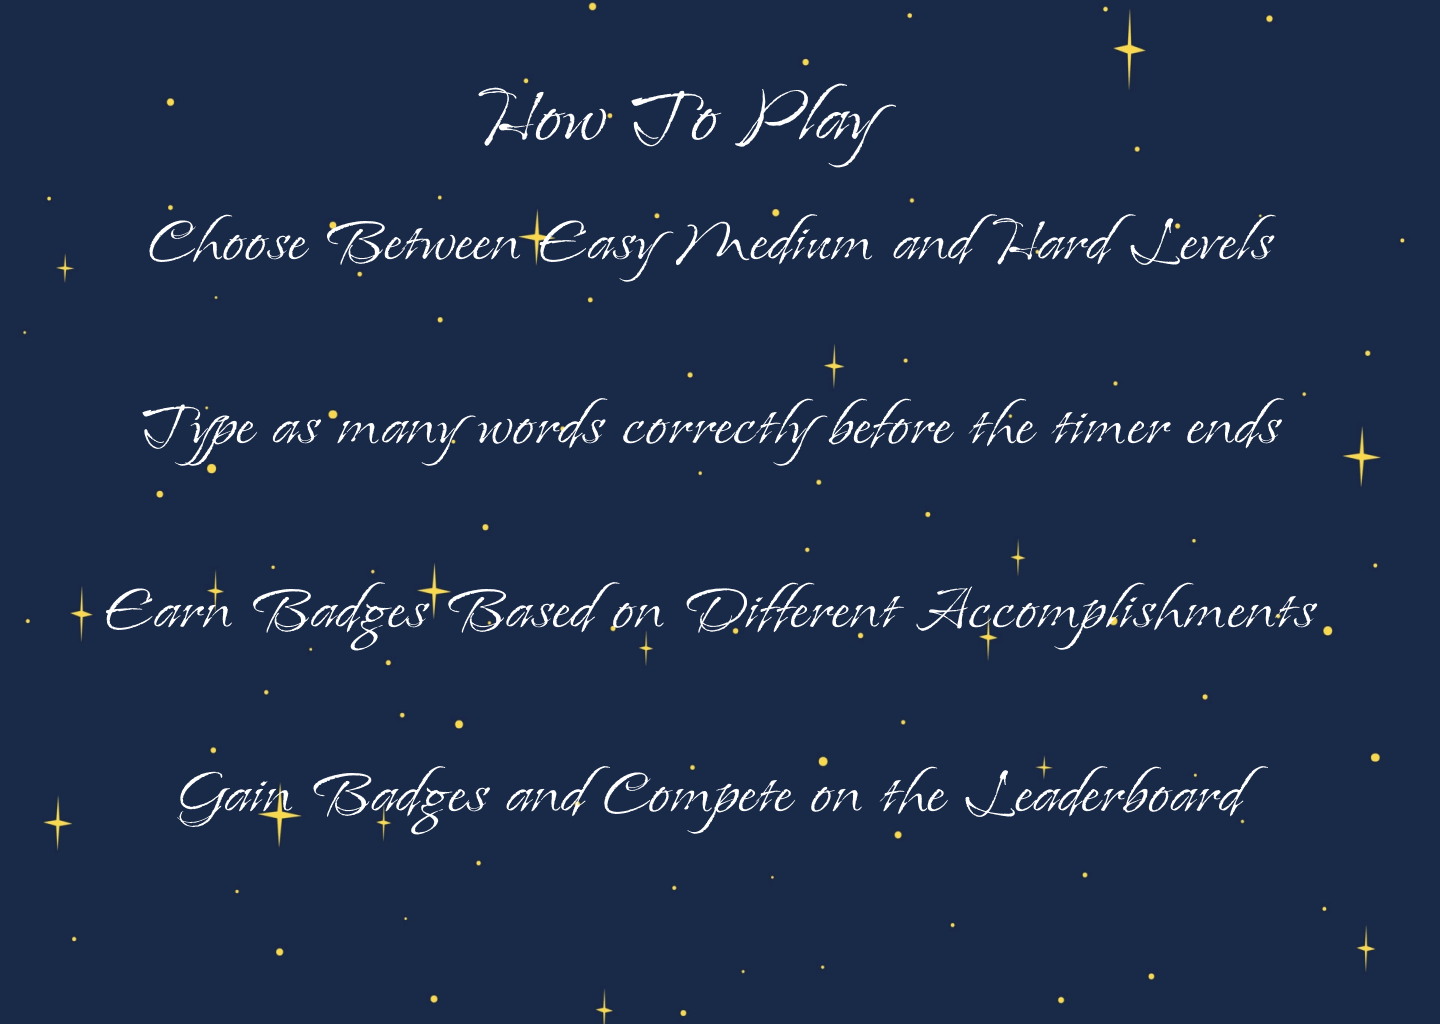 How To Play
Choose Between Easy Medium and Hard Levels
Type as many words correctly before the timer ends
Earn Badges Based on Different Accomplishments
Gain Badges and Compete on the Leaderboard